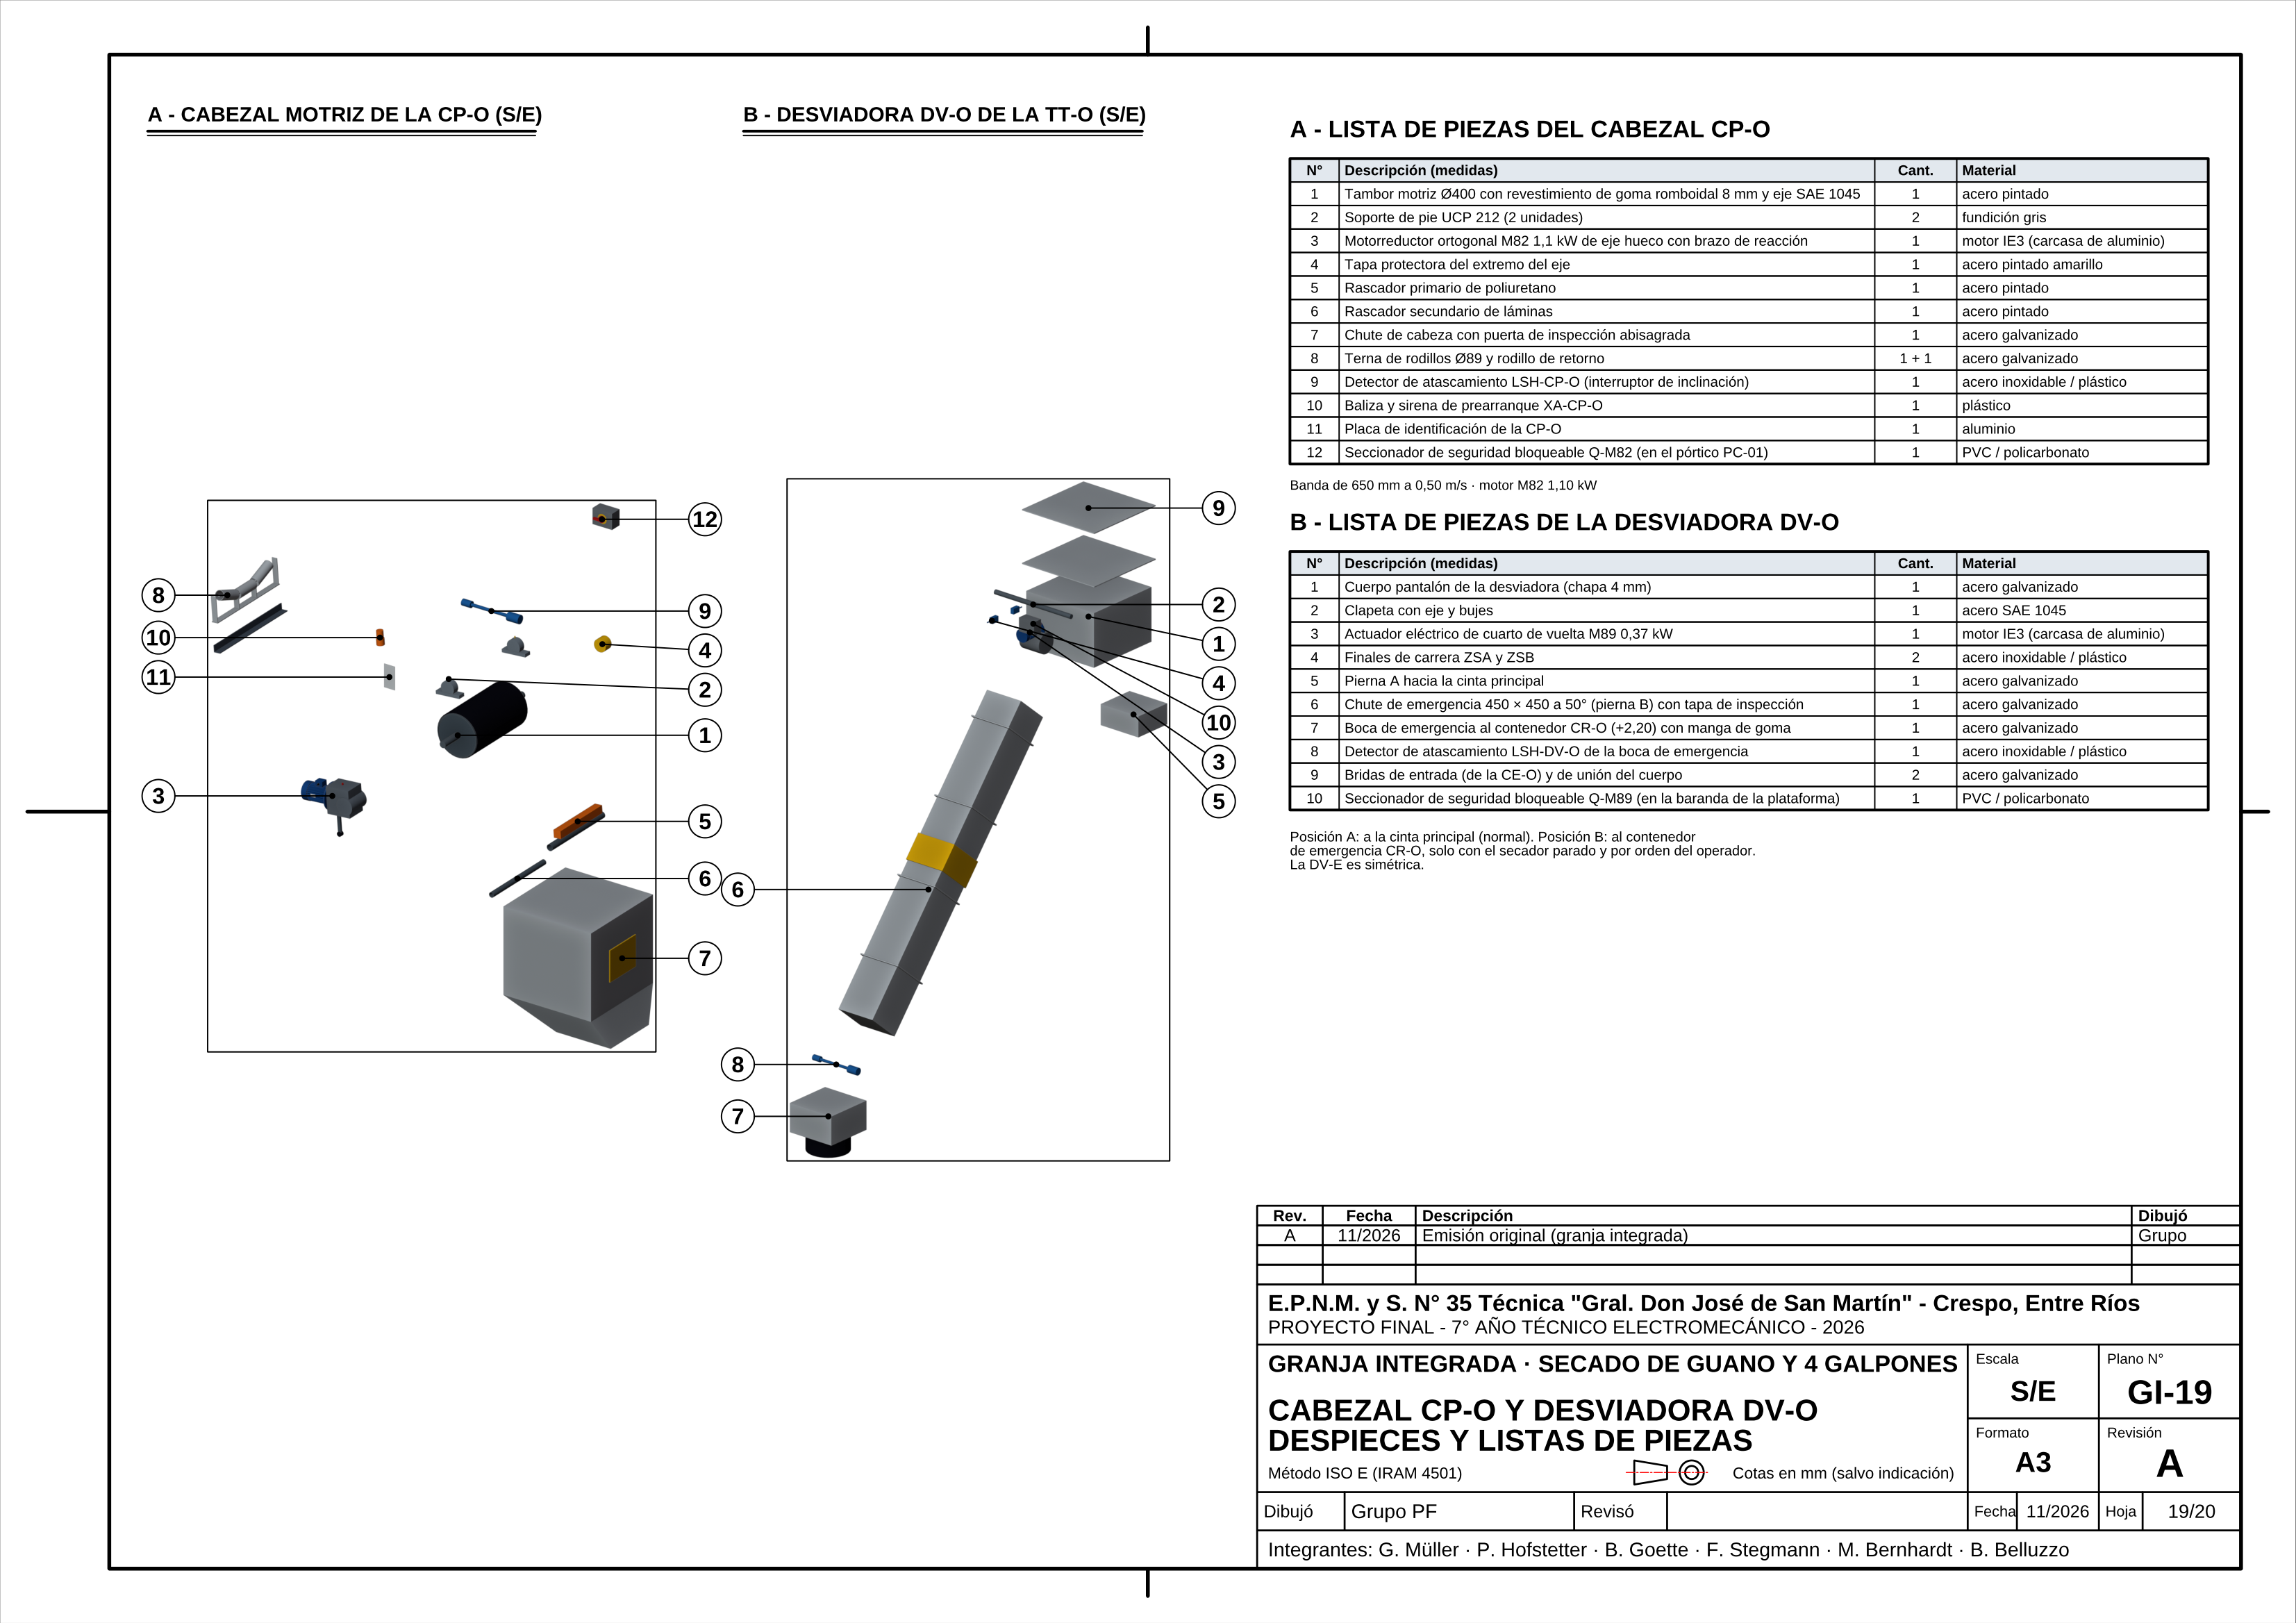 A - CABEZAL MOTRIZ DE LA CP-O (S/E)
12
8
9
10
4
11
2
1
3
5
6
7
B - DESVIADORA DV-O DE LA TT-O (S/E)
9
2
1
4
10
3
5
6
8
7
A - LISTA DE PIEZAS DEL CABEZAL CP-O
N° Descripción (medidas) Cant. Material
1 Tambor motriz Ø400 con revestimiento de goma romboidal 8 mm y eje SAE 1045 1 acero pintado
2 Soporte de pie UCP 212 (2 unidades) 2 fundición gris
3 Motorreductor ortogonal M82 1,1 kW de eje hueco con brazo de reacción 1 motor IE3 (carcasa de aluminio)
4 Tapa protectora del extremo del eje 1 acero pintado amarillo
5 Rascador primario de poliuretano 1 acero pintado
6 Rascador secundario de láminas 1 acero pintado
7 Chute de cabeza con puerta de inspección abisagrada 1 acero galvanizado
8 Terna de rodillos Ø89 y rodillo de retorno 1 + 1 acero galvanizado
9 Detector de atascamiento LSH-CP-O (interruptor de inclinación) 1 acero inoxidable / plástico
10 Baliza y sirena de prearranque XA-CP-O 1 plástico
11 Placa de identificación de la CP-O 1 aluminio
12 Seccionador de seguridad bloqueable Q-M82 (en el pórtico PC-01) 1 PVC / policarbonato
Banda de 650 mm a 0,50 m/s · motor M82 1,10 kW
B - LISTA DE PIEZAS DE LA DESVIADORA DV-O
N° Descripción (medidas) Cant. Material
1 Cuerpo pantalón de la desviadora (chapa 4 mm) 1 acero galvanizado
2 Clapeta con eje y bujes 1 acero SAE 1045
3 Actuador eléctrico de cuarto de vuelta M89 0,37 kW 1 motor IE3 (carcasa de aluminio)
4 Finales de carrera ZSA y ZSB 2 acero inoxidable / plástico
5 Pierna A hacia la cinta principal 1 acero galvanizado
6 Chute de emergencia 450 × 450 a 50° (pierna B) con tapa de inspección 1 acero galvanizado
7 Boca de emergencia al contenedor CR-O (+2,20) con manga de goma 1 acero galvanizado
8 Detector de atascamiento LSH-DV-O de la boca de emergencia 1 acero inoxidable / plástico
9 Bridas de entrada (de la CE-O) y de unión del cuerpo 2 acero galvanizado
10 Seccionador de seguridad bloqueable Q-M89 (en la baranda de la plataforma) 1 PVC / policarbonato
Posición A: a la cinta principal (normal). Posición B: al contenedor
de emergencia CR-O, solo con el secador parado y por orden del operador.
La DV-E es simétrica.
Rev. Fecha Descripción Dibujó
A 11/2026 Emisión original (granja integrada) Grupo
E.P.N.M. y S. N° 35 Técnica "Gral. Don José de San Martín" - Crespo, Entre Ríos
PROYECTO FINAL - 7° AÑO TÉCNICO ELECTROMECÁNICO - 2026
GRANJA INTEGRADA · SECADO DE GUANO Y 4 GALPONES
CABEZAL CP-O Y DESVIADORA DV-O
DESPIECES Y LISTAS DE PIEZAS
Método ISO E (IRAM 4501) Cotas en mm (salvo indicación)
Escala
S/E
Plano N°
GI-19
Formato
A3
Revisión
A
Dibujó Grupo PF Revisó Fecha 11/2026 Hoja 19/20
Integrantes: G. Müller · P. Hofstetter · B. Goette · F. Stegmann · M. Bernhardt · B. Belluzzo